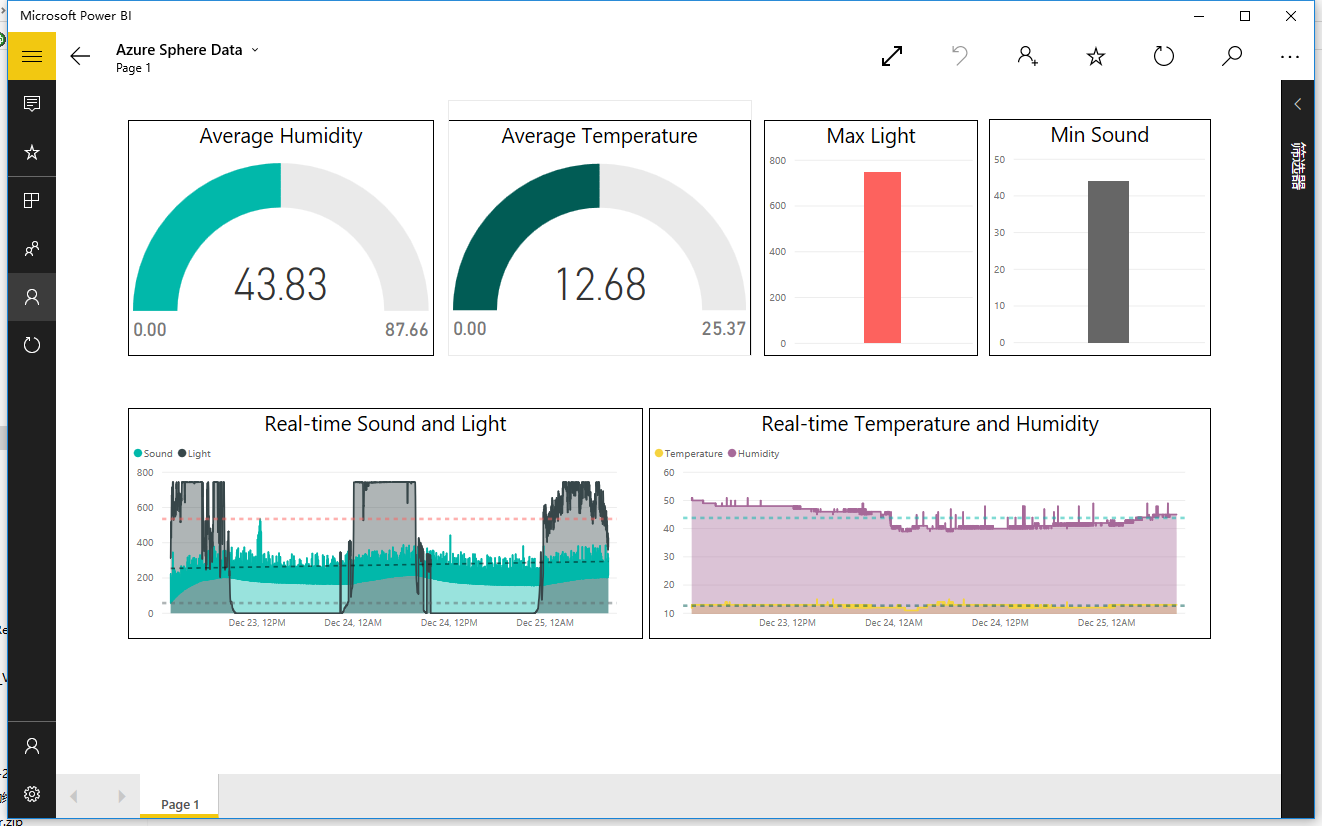 Microsoft Power BI
Azure Sphere Data
Page 1
筛选器
Average Humidity
43.83
0.00
87.66
Average Temperature
12.68
0.00
25.37
Max Light
800
600
400
200
0
Min Sound
50
40
30
20
10
0
Real-time Sound and Light
Sound Light
800
600
400
200
0
Dec 23, 12PM Dec 24, 12AM Dec 24, 12PM Dec 25, 12AM
Real-time Temperature and Humidity
Temperature Humidity
60
50
40
30
20
10
Dec 23, 12PM Dec 24, 12AM Dec 24, 12PM Dec 25, 12AM
Page 1